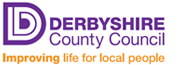 DERBYSHIRE
County Council
Improving life for local people